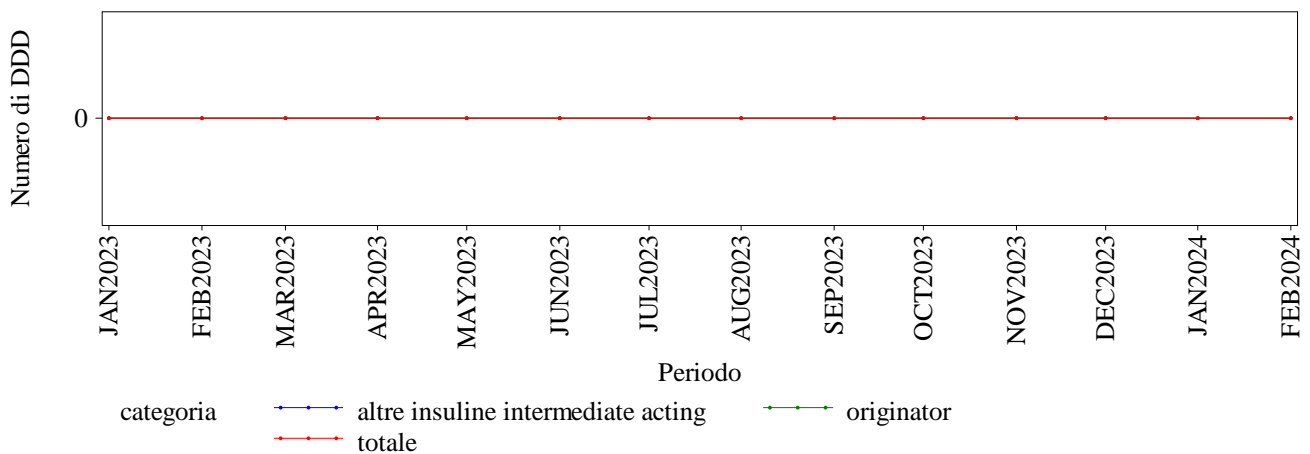 Numero di DDD
0
JAN2023
FEB2023
MAR2023
APR2023
MAY2023
JUN2023
JUL2023
AUG2023
SEP2023
OCT2023
NOV2023
DEC2023
JAN2024
FEB2024
Periodo
categoria altre insuline intermediate acting originator
totale